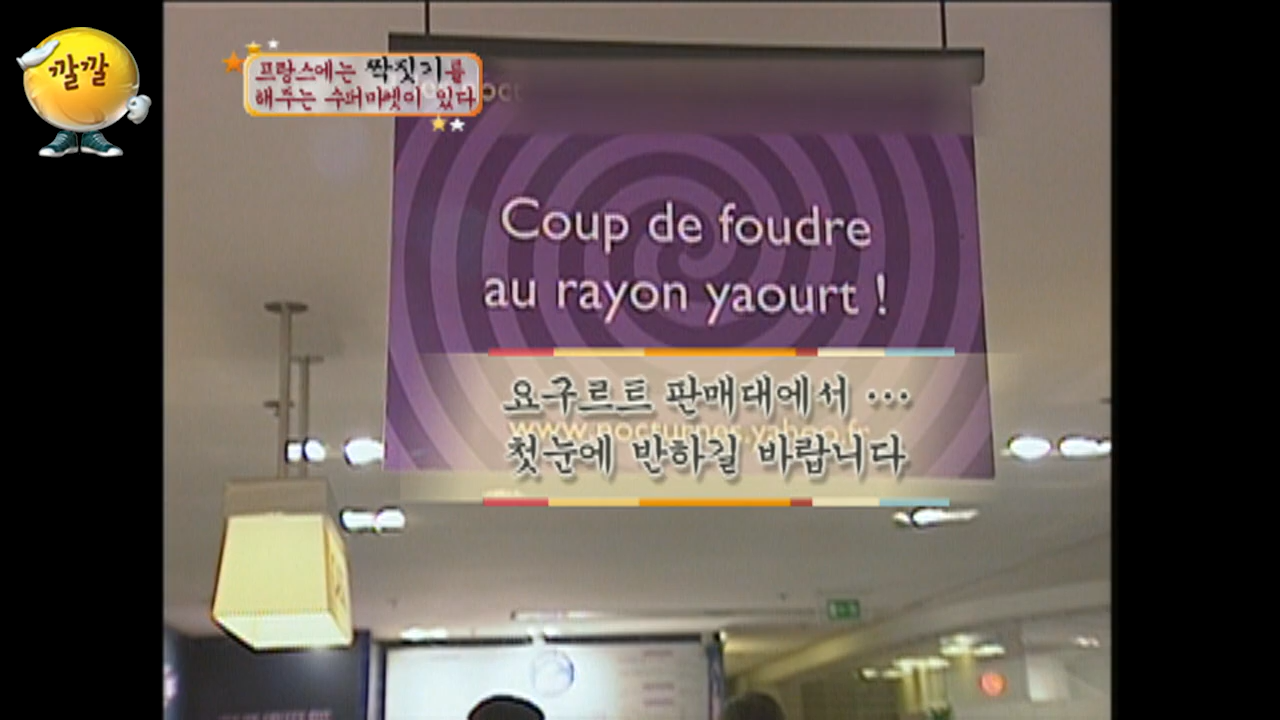 깔깔
프랑스에는 짝짓기를
해주는 수퍼마켓이 있다
Coup de foudre
au rayon yaourt !
요구르트 판매대에서 …
www.nocturnes.yahoo.fr
첫눈에 반하길 바랍니다